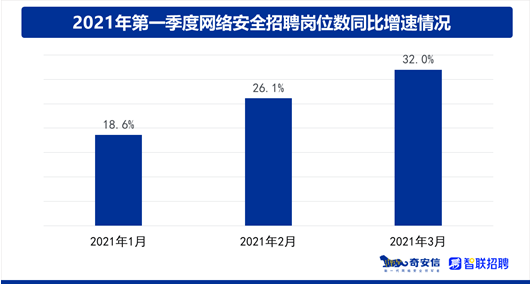 2021年第一季度网络安全招聘岗位数同比增速情况
32.0%
26.1%
18.6%
2021年1月
2021年2月
2021年3月
奇安信
智联招聘